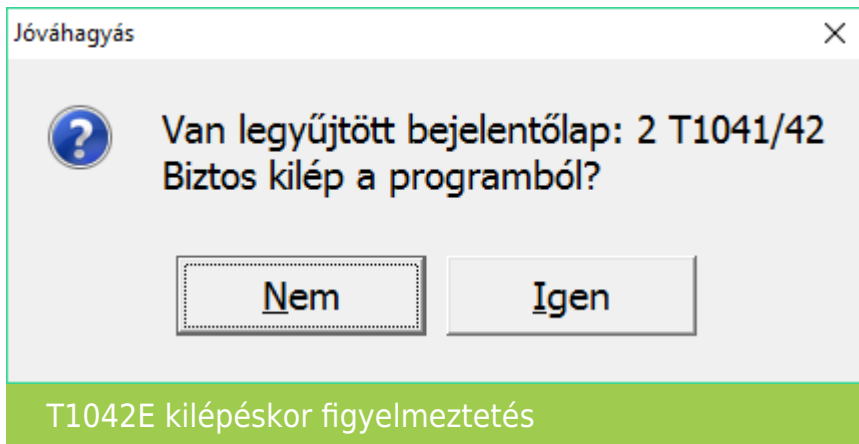 Jóváhagyás
Van legyűjtött bejelentőlap: 2 T1041/42
Biztos kilép a programból?
Nem
Igen
T1042E kilépéskor figyelmeztetés